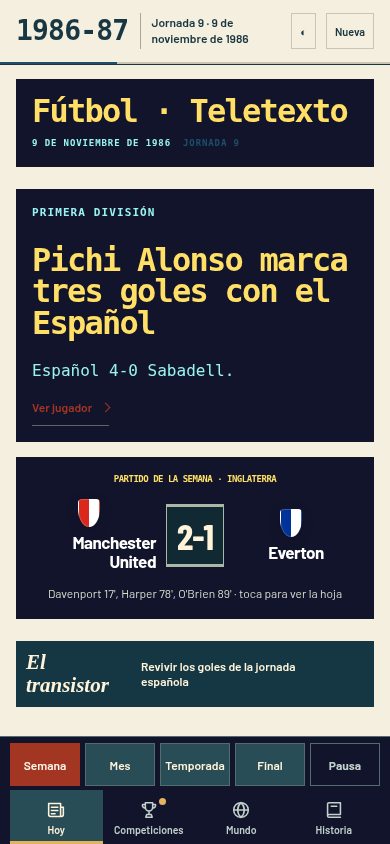 1986-87
Jornada 9 · 9 de
noviembre de 1986
Nueva
Fútbol · Teletexto
9 DE NOVIEMBRE DE 1986 JORNADA 9
PRIMERA DIVISIÓN
Pichi Alonso marca
tres goles con el
Español
Español 4-0 Sabadell.
Ver jugador
PARTIDO DE LA SEMANA · INGLATERRA
Manchester
United
2-1
Everton
Davenport 17', Harper 78', O'Brien 89' · toca para ver la hoja
El
transistor
Revivir los goles de la jornada
española
Semana
Mes
Temporada
Final
Pausa
Hoy
Competiciones
Mundo
Historia